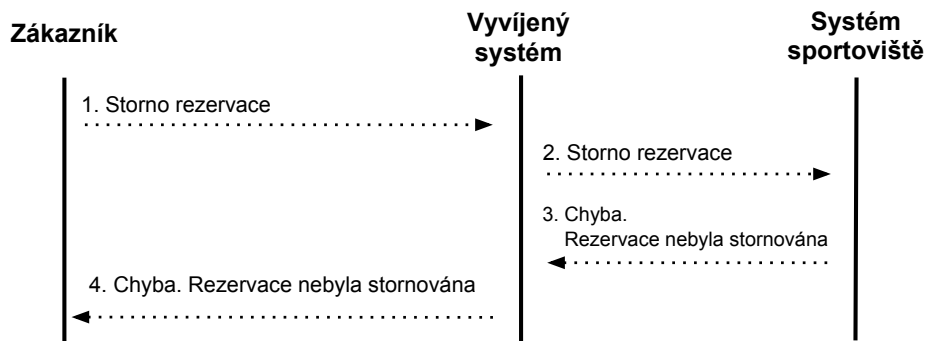 Zákazník
Vyvíjený
systém
Systém
sportoviště
1. Storno rezervace
2. Storno rezervace
3. Chyba.
Rezervace nebyla stornována
4. Chyba. Rezervace nebyla stornována